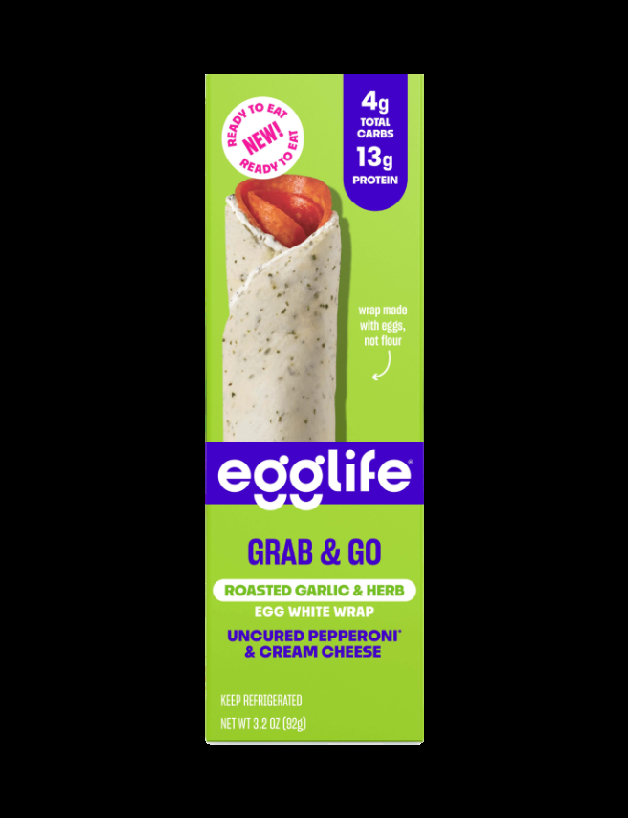 READY TO EAT
NEW!
READY TO EAT
4g
TOTAL
CARBS
13g
PROTEIN
wrap made
with eggs,
not flour
egglife®
GRAB & GO
ROASTED GARLIC & HERB
EGG WHITE WRAP
UNCURED PEPPERONI*
& CREAM CHEESE
KEEP REFRIGERATED
NET WT 3.2 OZ (92g)